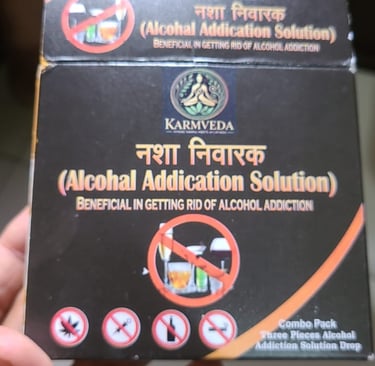 नशा निवारक
(Alcohal Addication Solution)
BENEFICIAL IN GETTING RID OF ALCOHOL ADDICTION
KARMVEDA
नशा निवारक
(Alcohal Addication Solution)
BENEFICIAL IN GETTING RID OF ALCOHOL ADDICTION
Combo Pack
Three Pieces Alcohol
Addiction Solution Drop